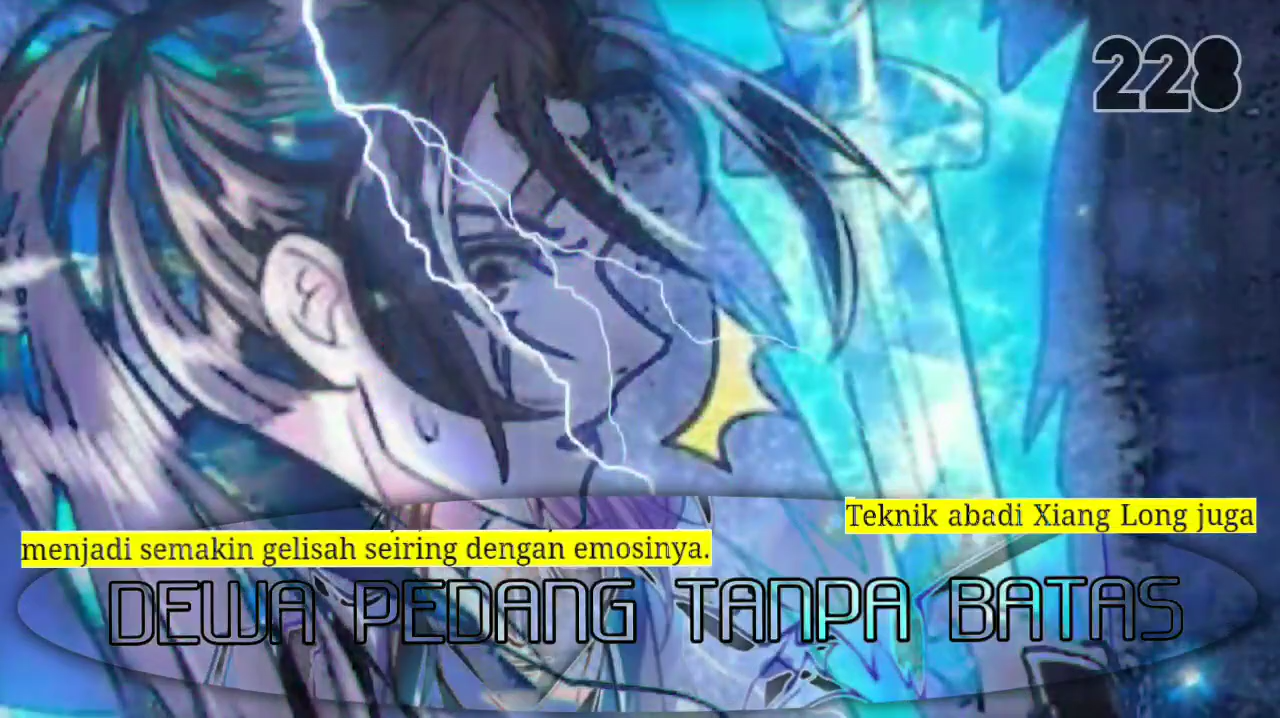 228
Teknik abadi Xiang Long juga
menjadi semakin gelisah seiring dengan emosinya.
DEWA PEDANG TANPA BATAS